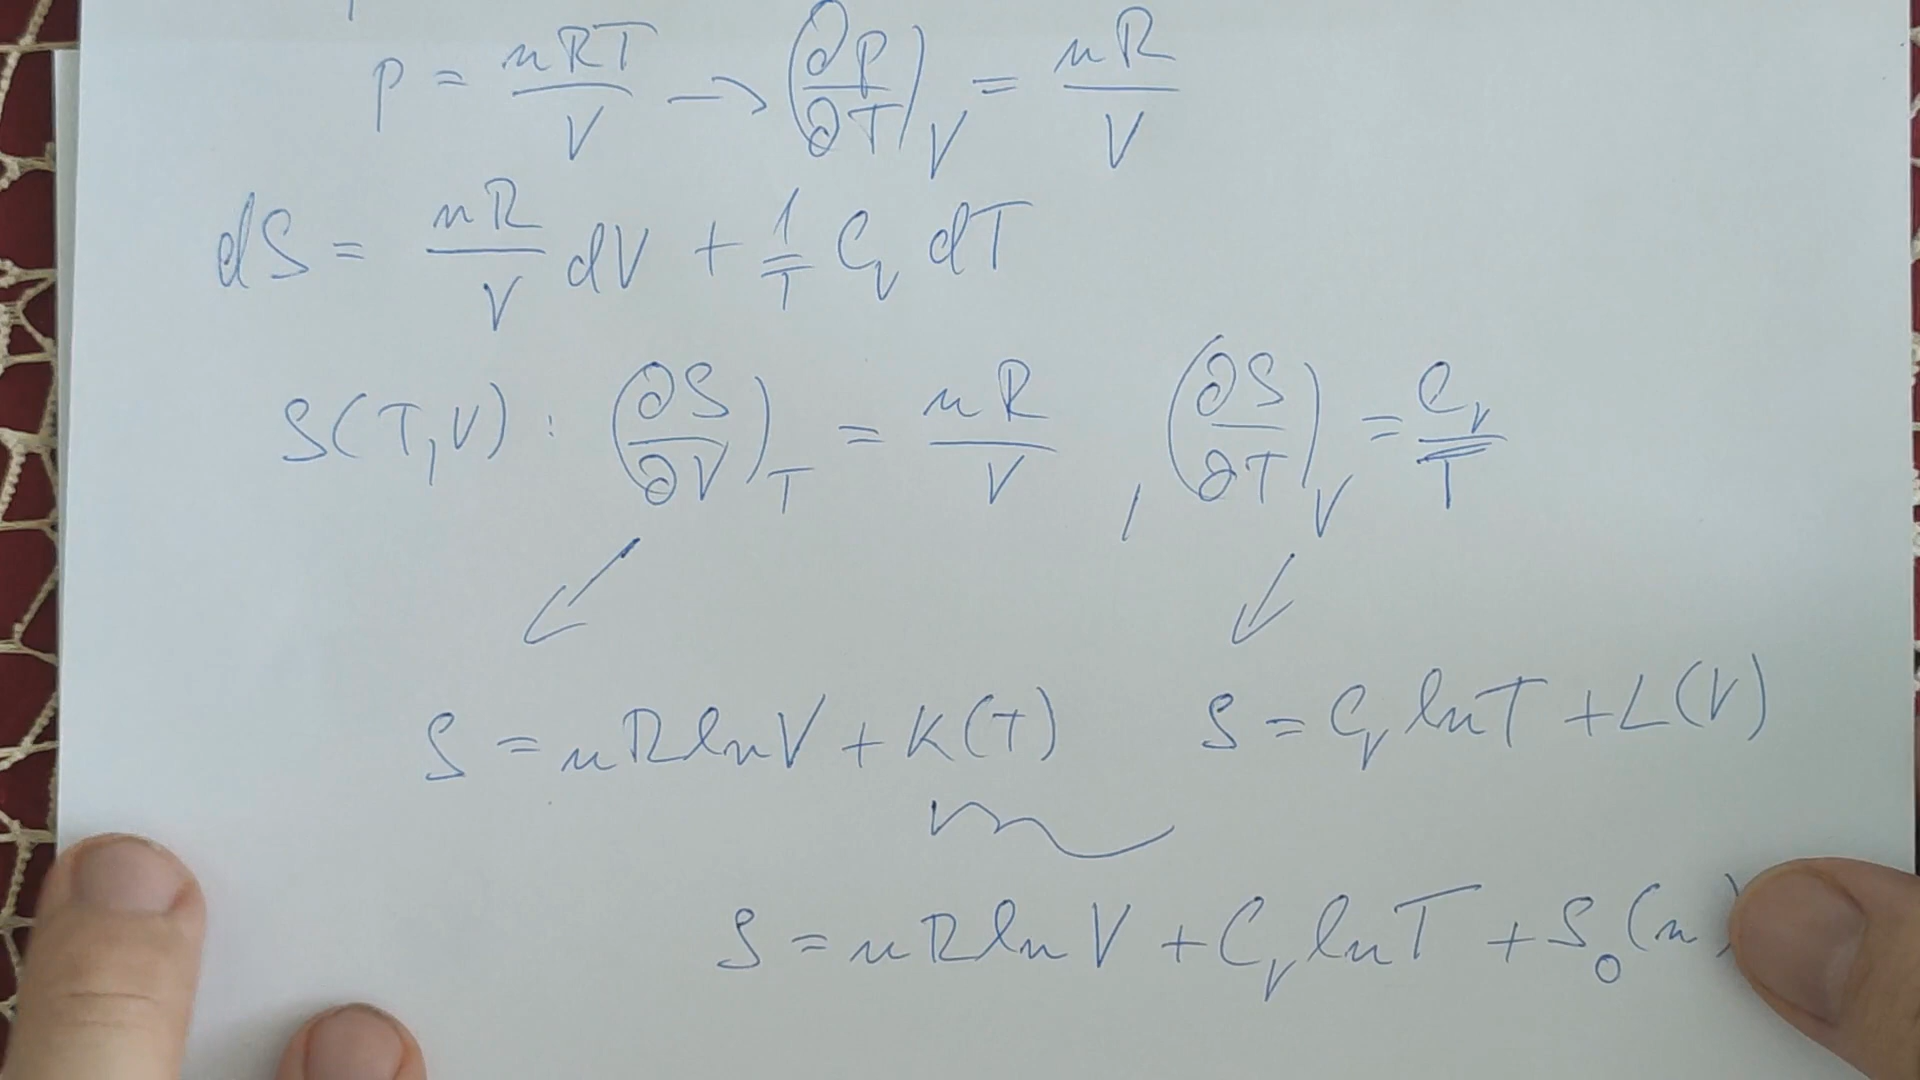 p = nRT/V → (∂p/∂T)_V = nR/V
dS = nR/V dV + 1/T C_V dT
S(T,V): (∂S/∂V)_T = nR/V , (∂S/∂T)_V = C_V/T
S = nR ln V + K(T) S = C_V ln T + L(V)
S = nR ln V + C_V ln T + S_0(n)